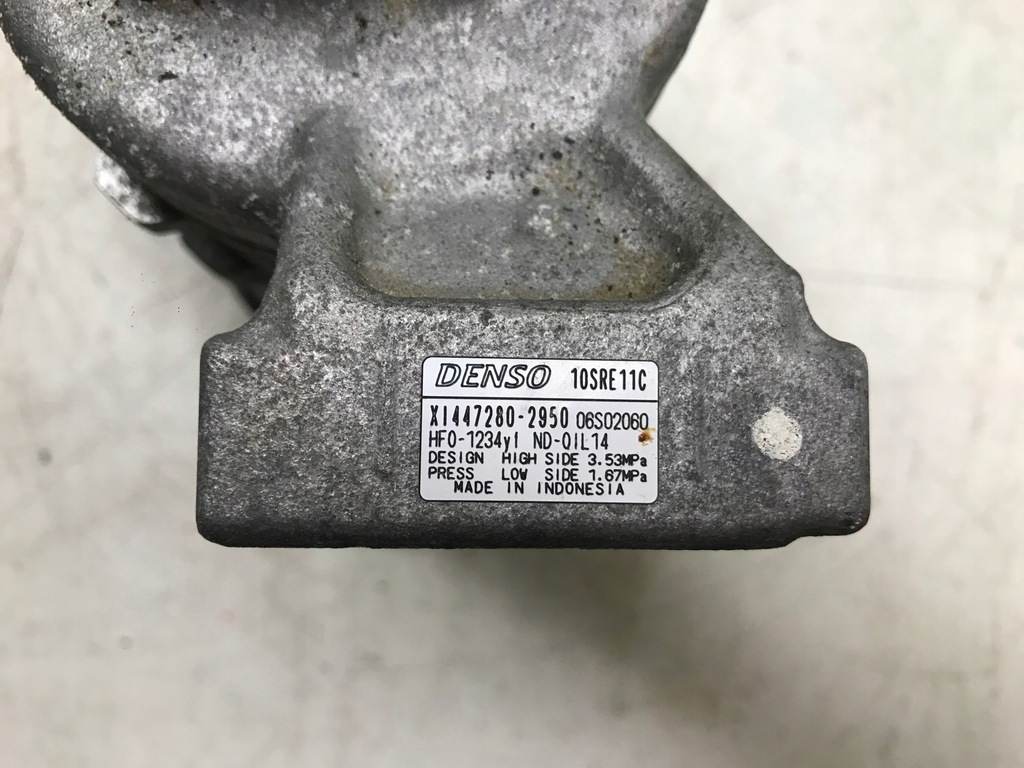 DENSO 10SRE11C
X1447280-2950 06S02060
HFO-1234yf ND-OIL14
DESIGN HIGH SIDE 3.53MPa
PRESS LOW SIDE 1.67MPa
MADE IN INDONESIA